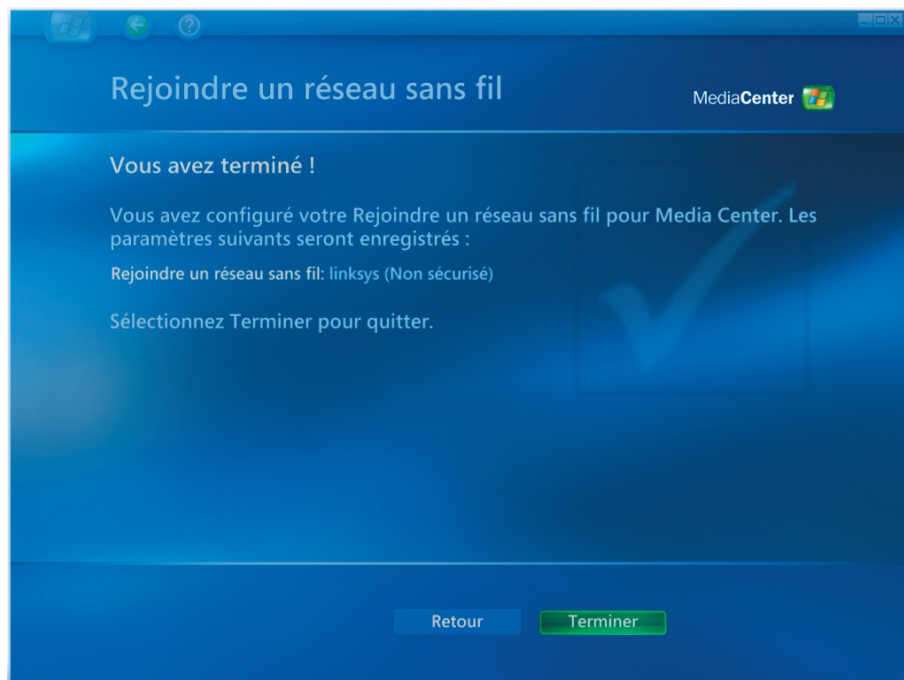 Rejoindre un réseau sans fil
MediaCenter
Vous avez terminé !
Vous avez configuré votre Rejoindre un réseau sans fil pour Media Center. Les
paramètres suivants seront enregistrés :
Rejoindre un réseau sans fil: linksys (Non sécurisé)
Sélectionnez Terminer pour quitter.
Retour
Terminer